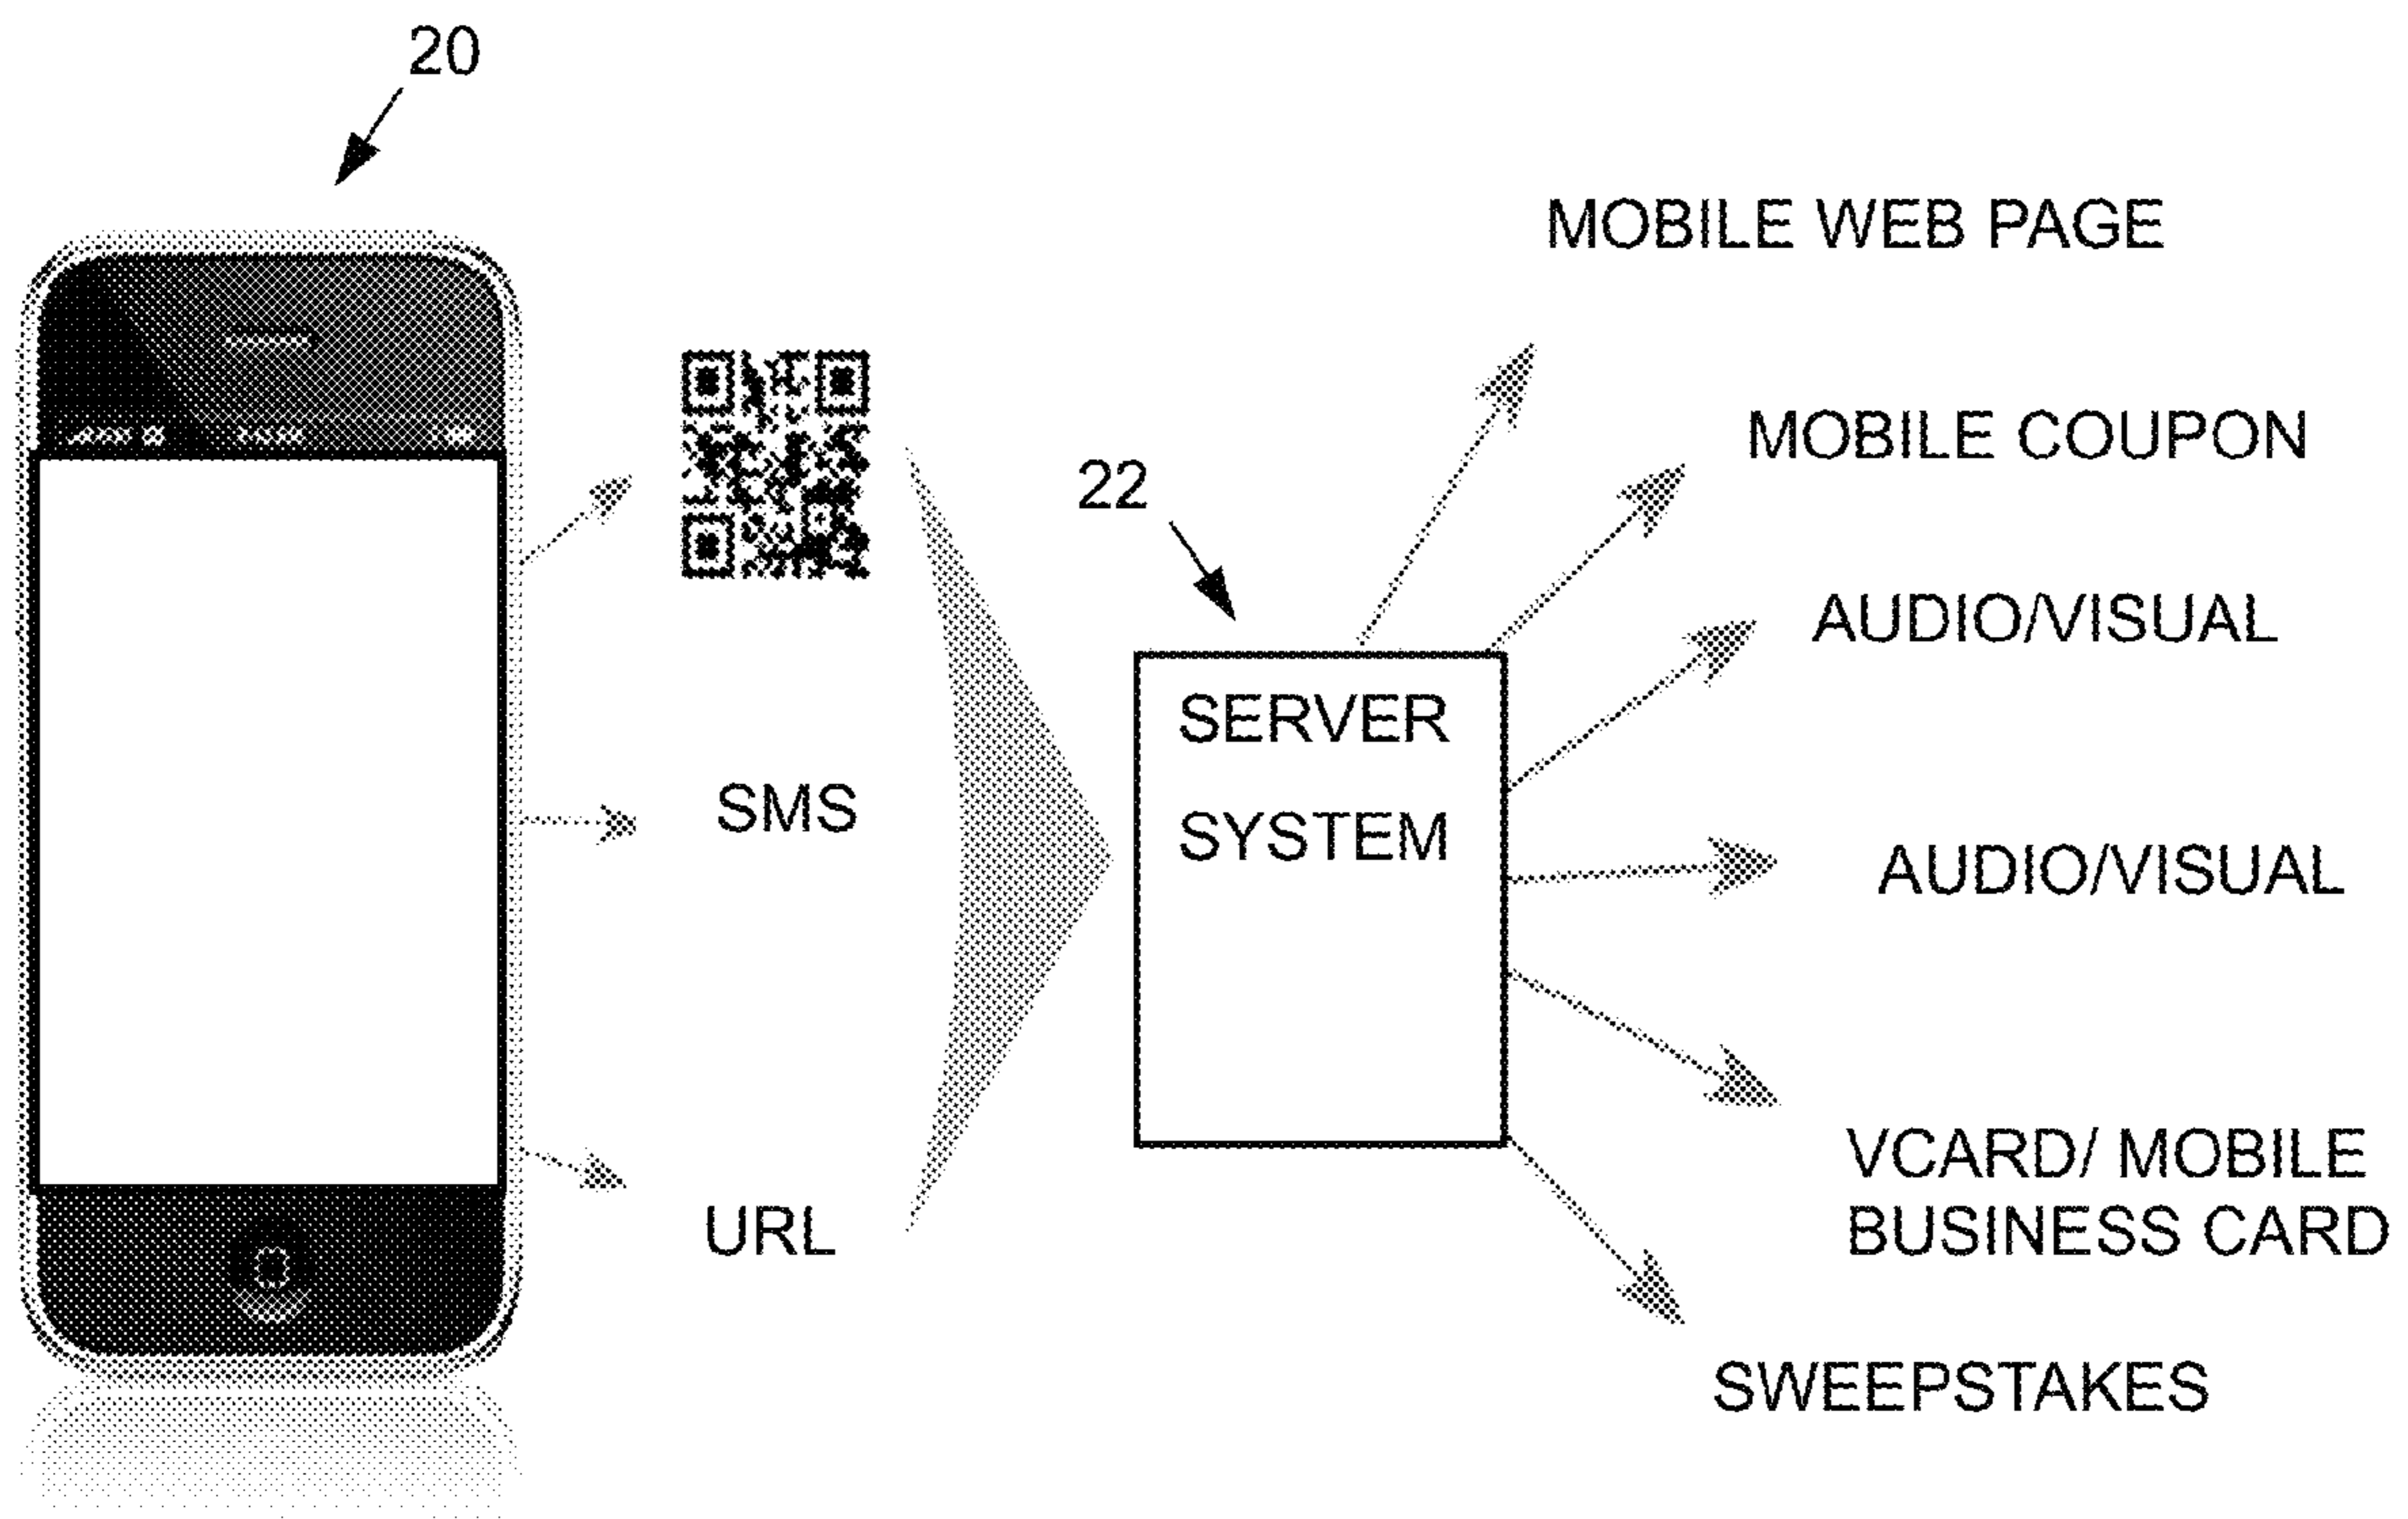 20
MOBILE WEB PAGE
MOBILE COUPON
22
AUDIO/VISUAL
SERVER
SYSTEM
SMS
AUDIO/VISUAL
VCARD/ MOBILE
BUSINESS CARD
URL
SWEEPSTAKES